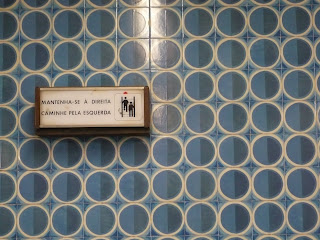 MANTENHA-SE À DIREITA
CAMINHE PELA ESQUERDA